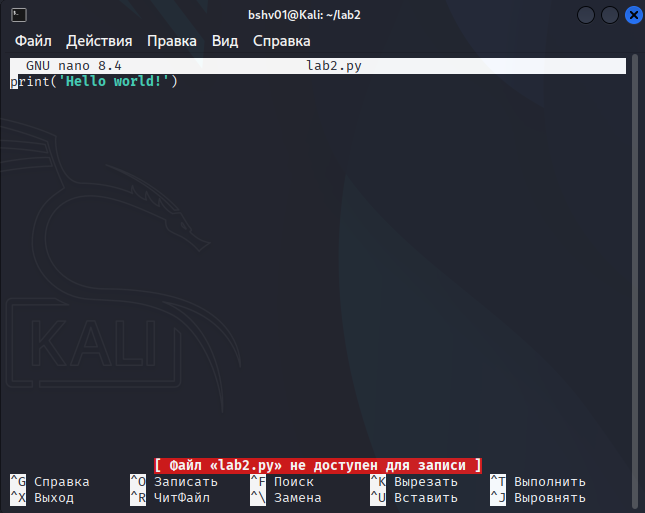 bshv01@Kali: ~/lab2
Файл Действия Правка Вид Справка
GNU nano 8.4 lab2.py
print('Hello world!')
KALI
[ Файл «lab2.py» не доступен для записи ]
^G Справка ^O Записать ^F Поиск ^K Вырезать ^T Выполнить
^X Выход ^R ЧитФайл ^\ Замена ^U Вставить ^J Выровнять